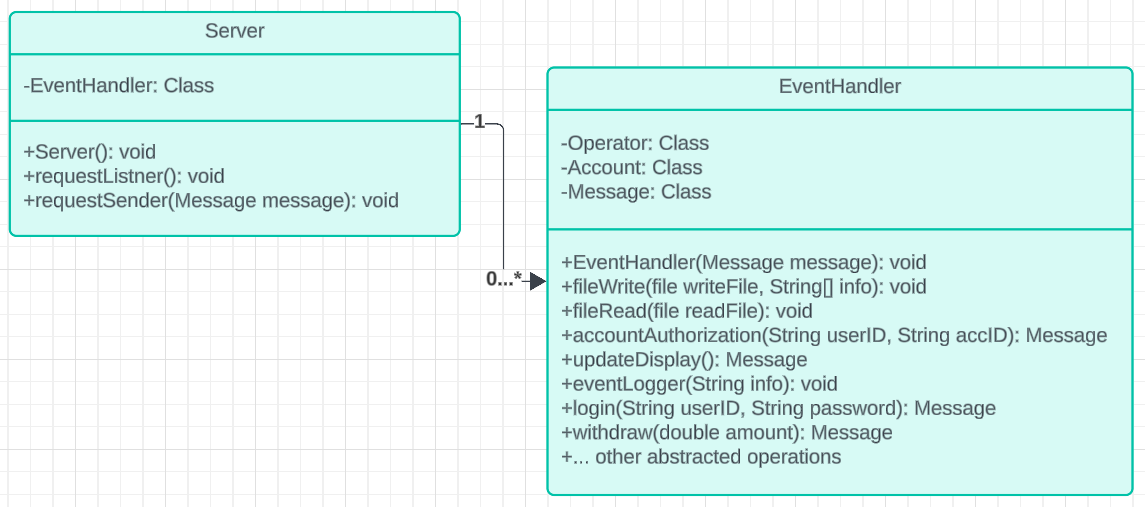 Server
-EventHandler: Class
+Server(): void
+requestListner(): void
+requestSender(Message message): void
1
0...*
EventHandler
-Operator: Class
-Account: Class
-Message: Class
+EventHandler(Message message): void
+fileWrite(file writeFile, String[] info): void
+fileRead(file readFile): void
+accountAuthorization(String userID, String accID): Message
+updateDisplay(): Message
+eventLogger(String info): void
+login(String userID, String password): Message
+withdraw(double amount): Message
+... other abstracted operations